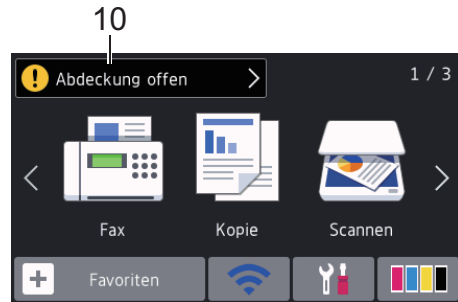 10
Abdeckung offen
1 / 3
Fax Kopie Scannen
Favoriten